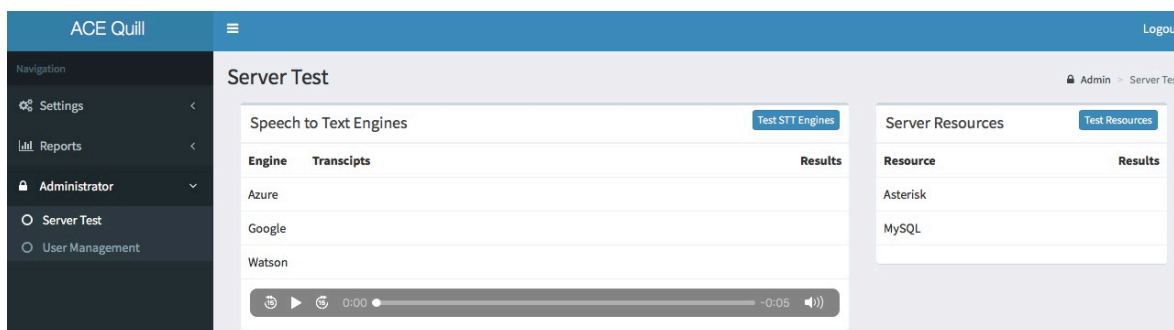 ACE Quill
Logou
Navigation
Settings
Reports
Administrator
Server Test
User Management
Server Test
Admin > Server Tes
Speech to Text Engines
Test STT Engines
Engine Transcipts Results
Azure
Google
Watson
15 15 0:00 -0:05
Server Resources
Test Resources
Resource Results
Asterisk
MySQL